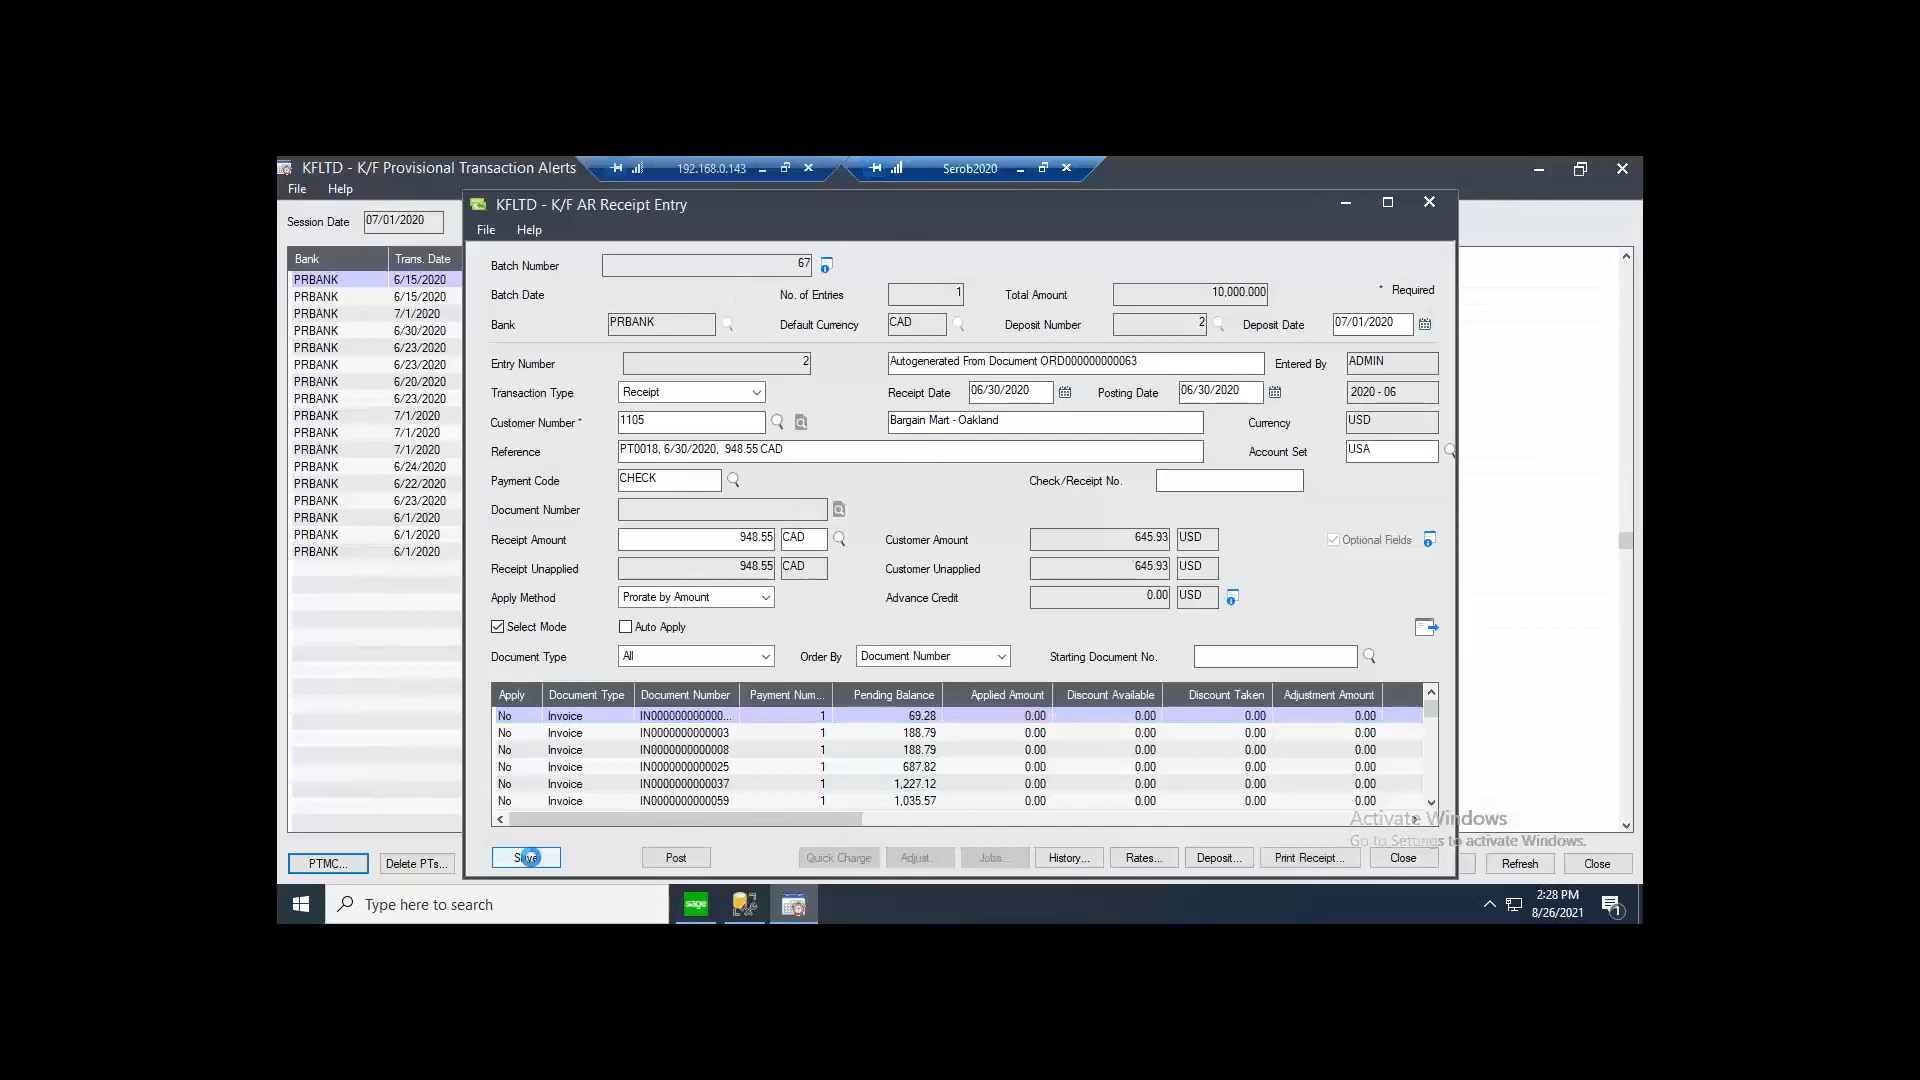 KFLTD - K/F Provisional Transaction Alerts
192.168.0.143
Serob2020
File Help
Session Date 07/01/2020
Bank Trans. Date
PRBANK 6/15/2020
PRBANK 6/15/2020
PRBANK 7/1/2020
PRBANK 6/30/2020
PRBANK 6/23/2020
PRBANK 6/23/2020
PRBANK 6/20/2020
PRBANK 6/23/2020
PRBANK 7/1/2020
PRBANK 7/1/2020
PRBANK 7/1/2020
PRBANK 6/24/2020
PRBANK 6/22/2020
PRBANK 6/23/2020
PRBANK 6/1/2020
PRBANK 6/1/2020
PRBANK 6/1/2020
PTMC... Delete PTs...
KFLTD - K/F AR Receipt Entry
File Help
Batch Number 67
Batch Date No. of Entries 1 Total Amount 10,000.000 * Required
Bank PRBANK Default Currency CAD Deposit Number 2 Deposit Date 07/01/2020
Entry Number 2 Autogenerated From Document ORD000000000063 Entered By ADMIN
Transaction Type Receipt Receipt Date 06/30/2020 Posting Date 06/30/2020 2020 - 06
Customer Number * 1105 Bargain Mart - Oakland Currency USD
Reference PT0018, 6/30/2020, 948.55 CAD Account Set USA
Payment Code CHECK Check/Receipt No.
Document Number
Receipt Amount 948.55 CAD Customer Amount 645.93 USD Optional Fields
Receipt Unapplied 948.55 CAD Customer Unapplied 645.93 USD
Apply Method Prorate by Amount Advance Credit 0.00 USD
Select Mode Auto Apply
Document Type All Order By Document Number Starting Document No.
Apply Document Type Document Number Payment Num... Pending Balance Applied Amount Discount Available Discount Taken Adjustment Amount
No Invoice IN00000000000... 1 69.28 0.00 0.00 0.00 0.00
No Invoice IN0000000000003 1 188.79 0.00 0.00 0.00 0.00
No Invoice IN0000000000008 1 188.79 0.00 0.00 0.00 0.00
No Invoice IN0000000000025 1 687.82 0.00 0.00 0.00 0.00
No Invoice IN0000000000037 1 1,227.12 0.00 0.00 0.00 0.00
No Invoice IN0000000000059 1 1,035.57 0.00 0.00 0.00 0.00
Activate Windows
Go to Settings to activate Windows.
Save Post Quick Charge Adjust... Jobs... History... Rates... Deposit... Print Receipt... Close
Refresh Close
Type here to search
sage
2:28 PM
8/26/2021
1